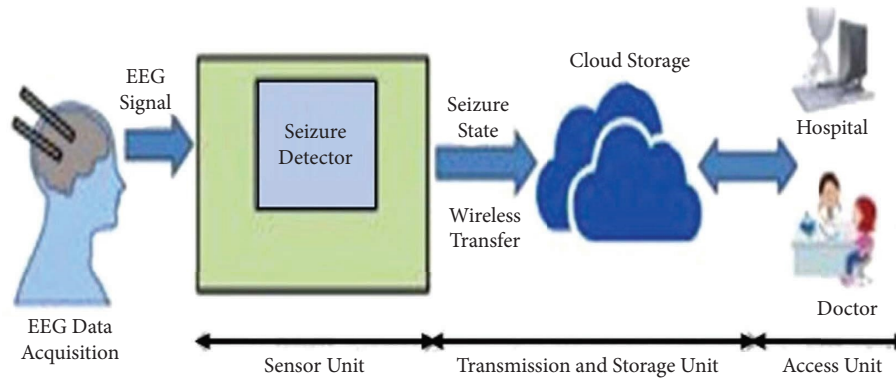 EEG
Signal
EEG Data
Acquisition
Seizure
Detector
Seizure
State
Wireless
Transfer
Cloud Storage
Hospital
Doctor
Sensor Unit
Transmission and Storage Unit
Access Unit